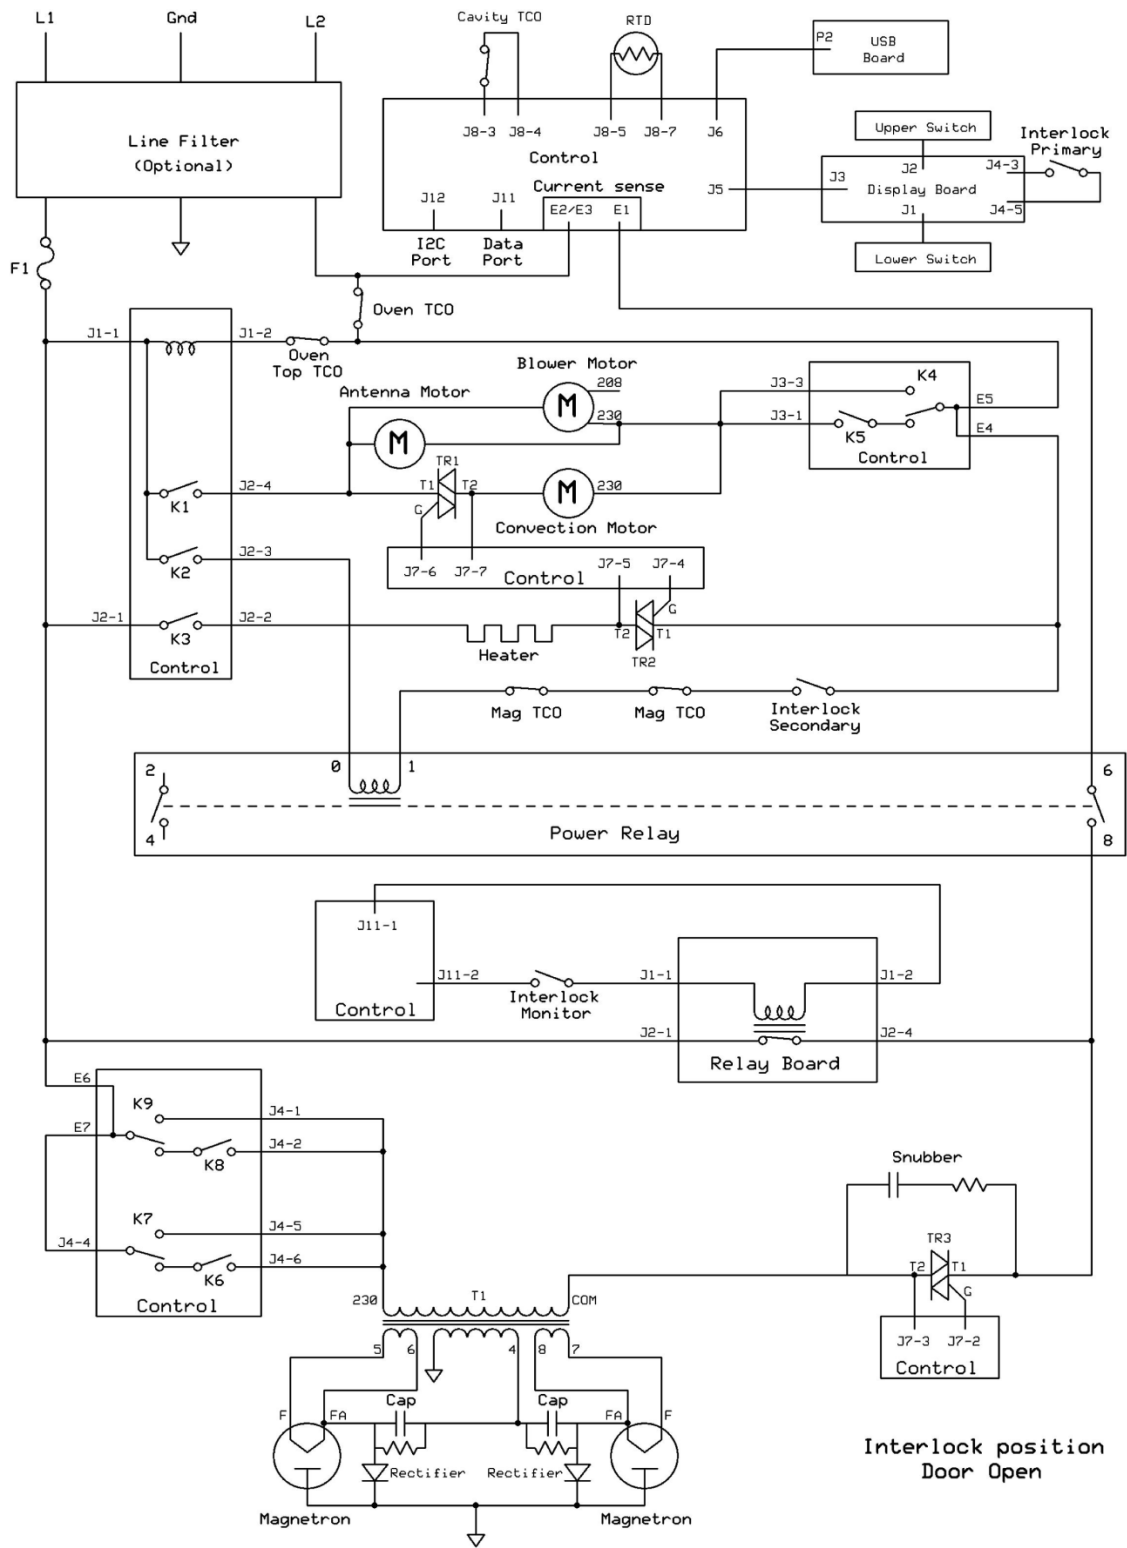 L1
Gnd
L2
Line Filter
(Optional)
F1
Cavity TCO
RTD
P2
USB
Board
J8-3
J8-4
J8-5
J8-7
J6
Control
Current sense
J12
J11
E2/E3
E1
J5
I2C
Port
Data
Port
Upper Switch
Interlock
Primary
J3
J2
J4-3
Display Board
J1
J4-5
Lower Switch
Oven TCO
J1-1
J1-2
Oven
Top TCO
Blower Motor
208
230
Antenna Motor
M
M
J3-3
J3-1
K4
K5
E5
E4
Control
TR1
T1
T2
G
M
230
Convection Motor
J2-4
K1
J2-3
K2
J7-6
J7-7
Control
J7-5
J7-4
J2-1
K3
J2-2
Control
Heater
T2
G
T1
TR2
Mag TCO
Mag TCO
Interlock
Secondary
2
4
0
1
6
8
Power Relay
J11-1
J11-2
Control
Interlock
Monitor
J1-1
J1-2
J2-1
J2-4
Relay Board
E6
K9
J4-1
E7
K8
J4-2
K7
J4-5
J4-4
K6
J4-6
Control
Snubber
TR3
T2
T1
G
J7-3
J7-2
Control
230
T1
COM
5
6
4
8
7
F
FA
Cap
Cap
FA
F
Rectifier
Rectifier
Magnetron
Magnetron
Interlock position
Door Open